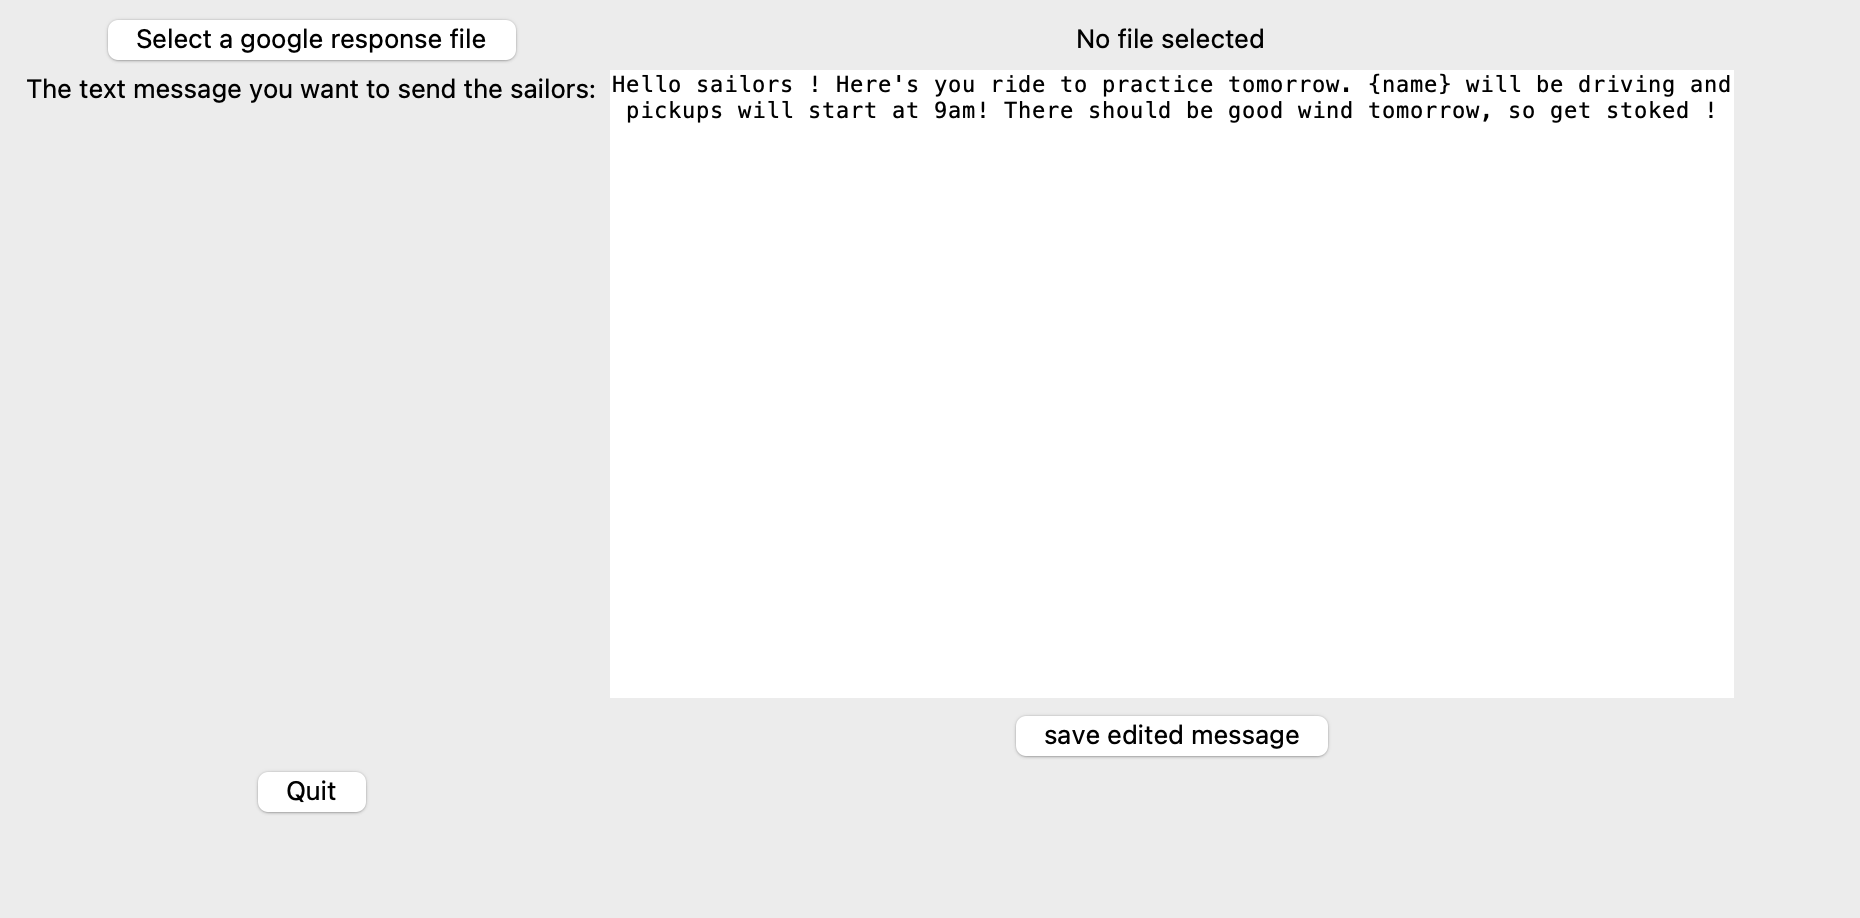 Select a google response file
No file selected
The text message you want to send the sailors:
Hello sailors ! Here's you ride to practice tomorrow. {name} will be driving and
pickups will start at 9am! There should be good wind tomorrow, so get stoked !
save edited message
Quit